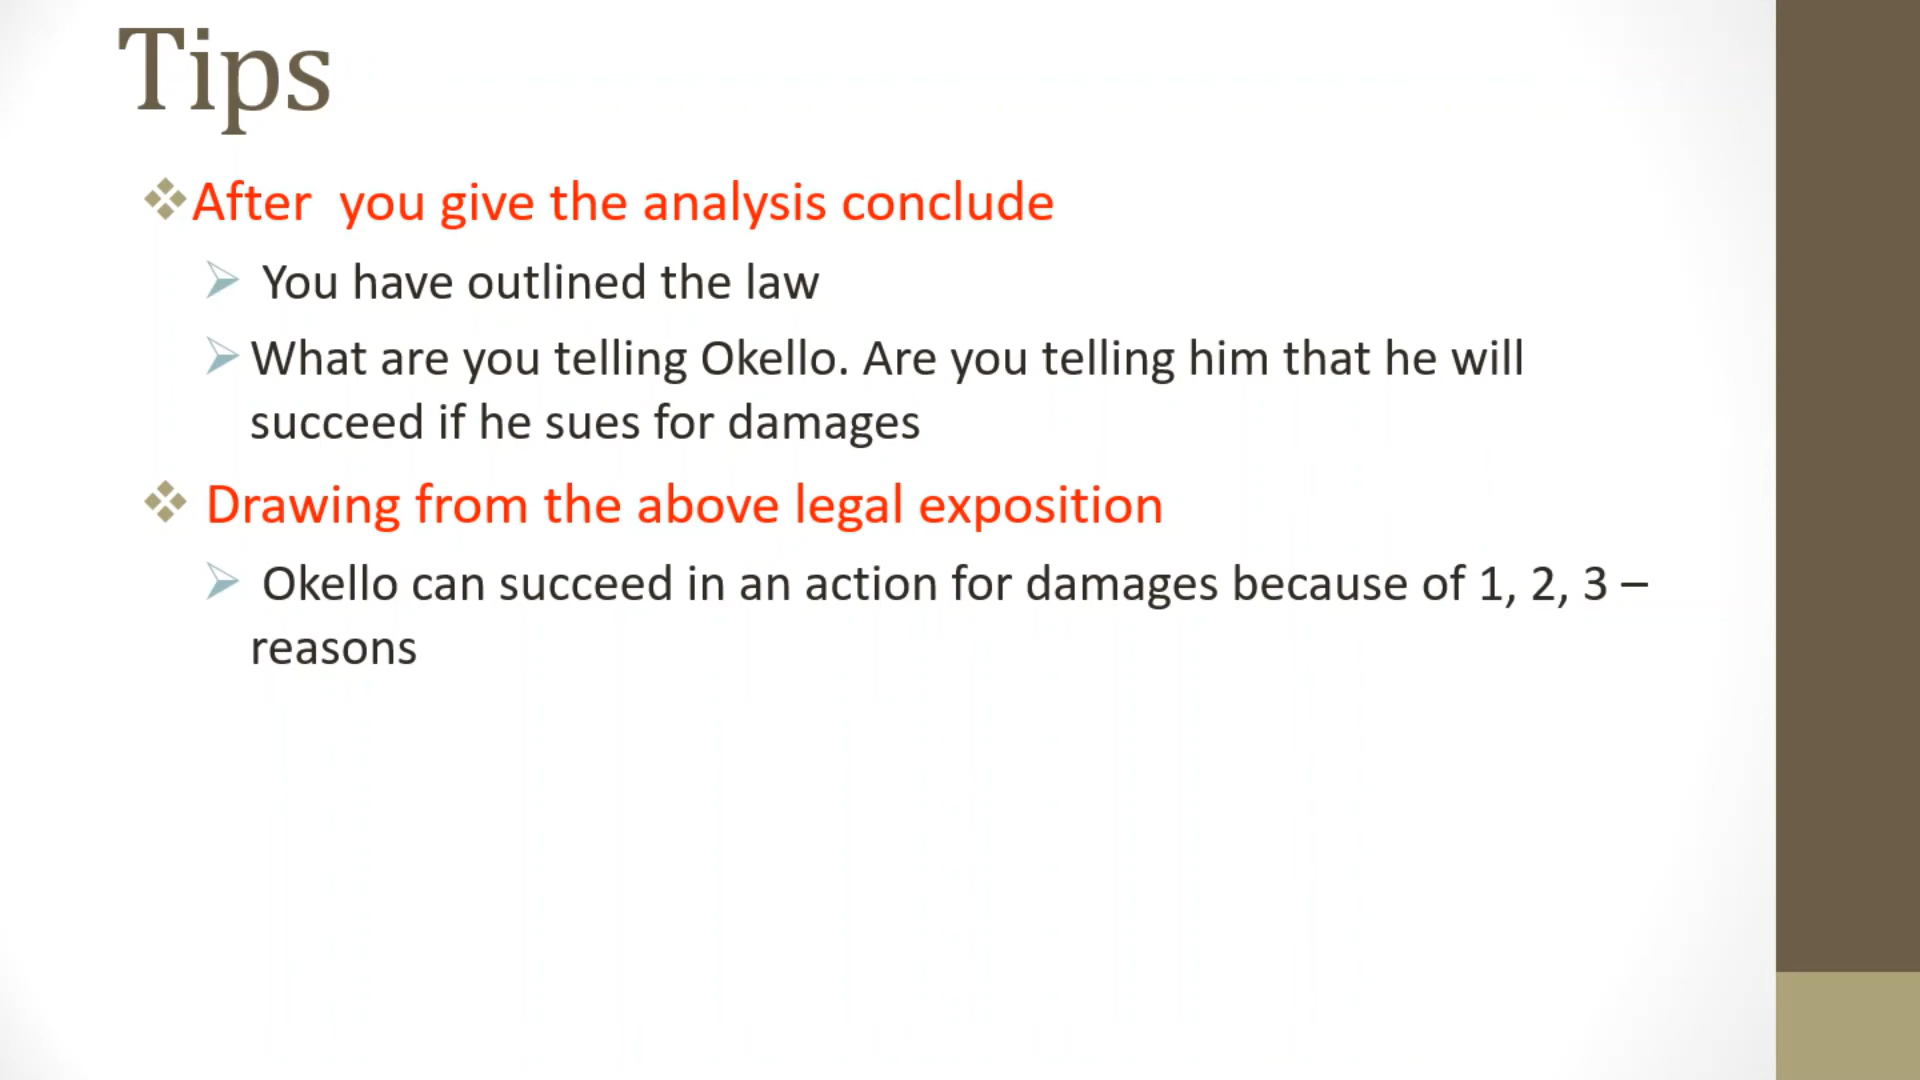 Tips
After you give the analysis conclude
You have outlined the law
What are you telling Okello. Are you telling him that he will
succeed if he sues for damages
Drawing from the above legal exposition
Okello can succeed in an action for damages because of 1, 2, 3 –
reasons